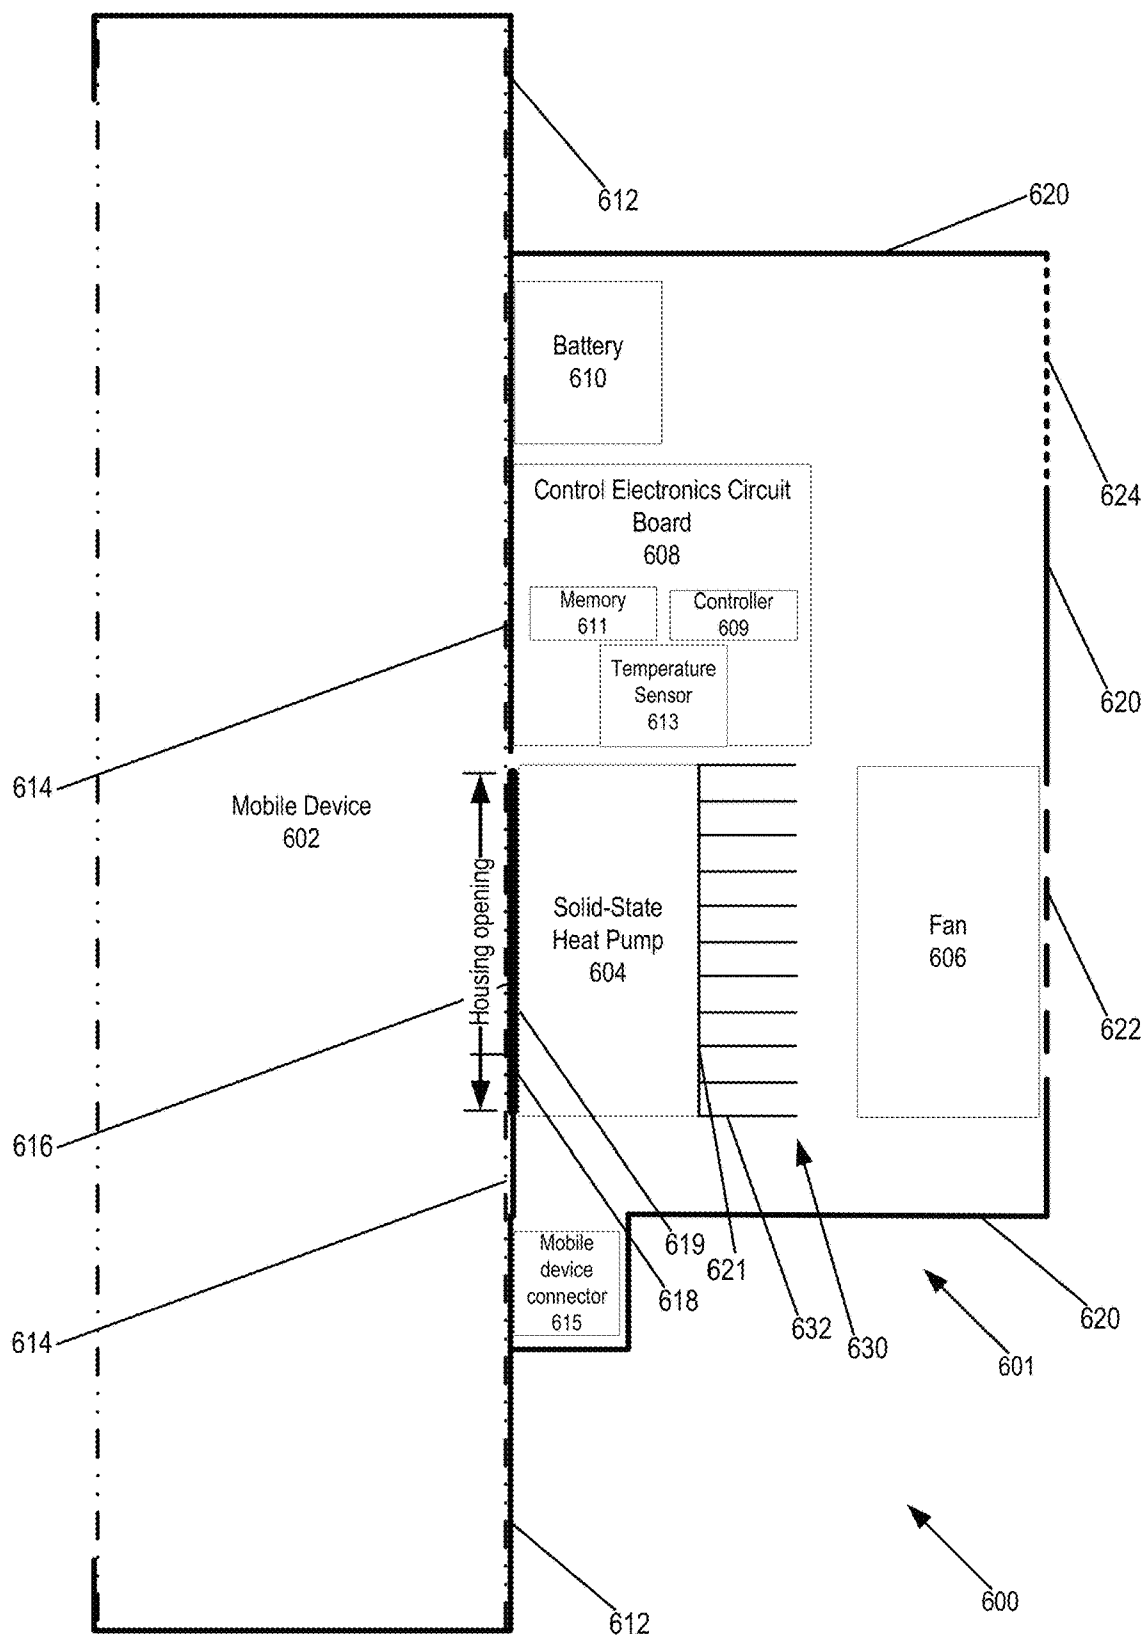 612
620
Battery
610
624
Control Electronics Circuit
Board
608
Memory
611
Controller
609
Temperature
Sensor
613
620
614
Mobile Device
602
Housing opening
Solid-State
Heat Pump
604
Fan
606
622
616
619
621
618
Mobile
device
connector
615
632
630
620
601
614
600
612